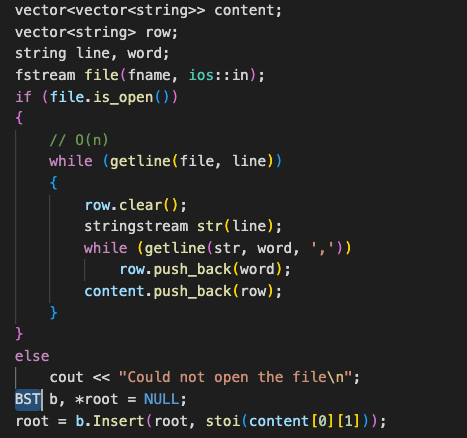 vector<vector<string>> content;
vector<string> row;
string line, word;
fstream file(fname, ios::in);
if (file.is_open())
{
    // O(n)
    while (getline(file, line))
    {
        row.clear();
        stringstream str(line);
        while (getline(str, word, ','))
            row.push_back(word);
        content.push_back(row);
    }
}
else
    cout << "Could not open the file\n";
BST b, *root = NULL;
root = b.Insert(root, stoi(content[0][1]));